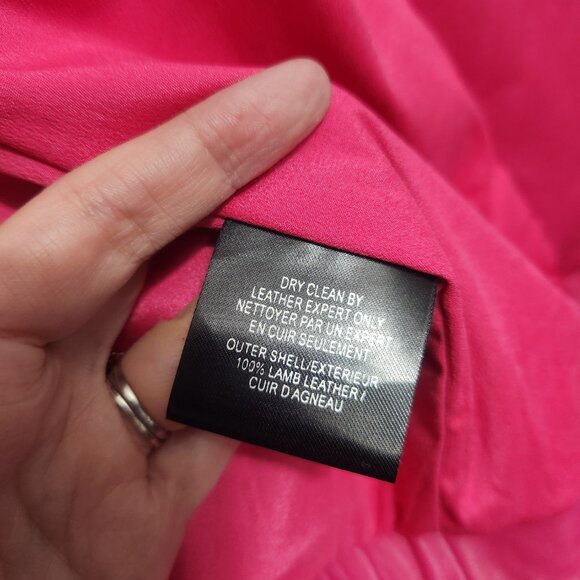 DRY CLEAN BY
LEATHER EXPERT ONLY
NETTOYER PAR UN EXPERT
EN CUIR SEULEMENT
OUTER SHELL/EXTERIEUR
100% LAMB LEATHER/
CUIR D'AGNEAU